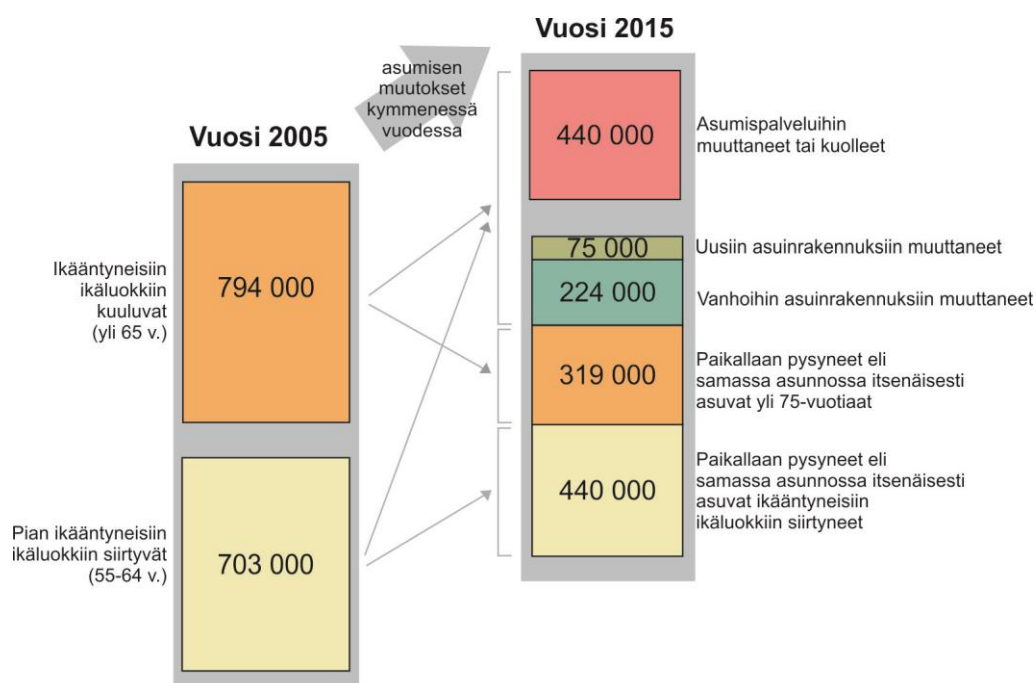 Vuosi 2005
Ikääntyneisiin
ikäluokkiin
kuuluvat
(yli 65 v.)
794 000
Pian ikääntyneisiin
ikäluokkiin siirtyvät
(55-64 v.)
703 000
asumisen
muutokset
kymmenessä
vuodessa
Vuosi 2015
440 000
Asumispalveluihin
muuttaneet tai kuolleet
75 000
Uusiin asuinrakennuksiin muuttaneet
224 000
Vanhoihin asuinrakennuksiin muuttaneet
319 000
Paikallaan pysyneet eli
samassa asunnossa itsenäisesti
asuvat yli 75-vuotiaat
440 000
Paikallaan pysyneet eli
samassa asunnossa itsenäisesti
asuvat ikääntyneisiin
ikäluokkiin siirtyneet